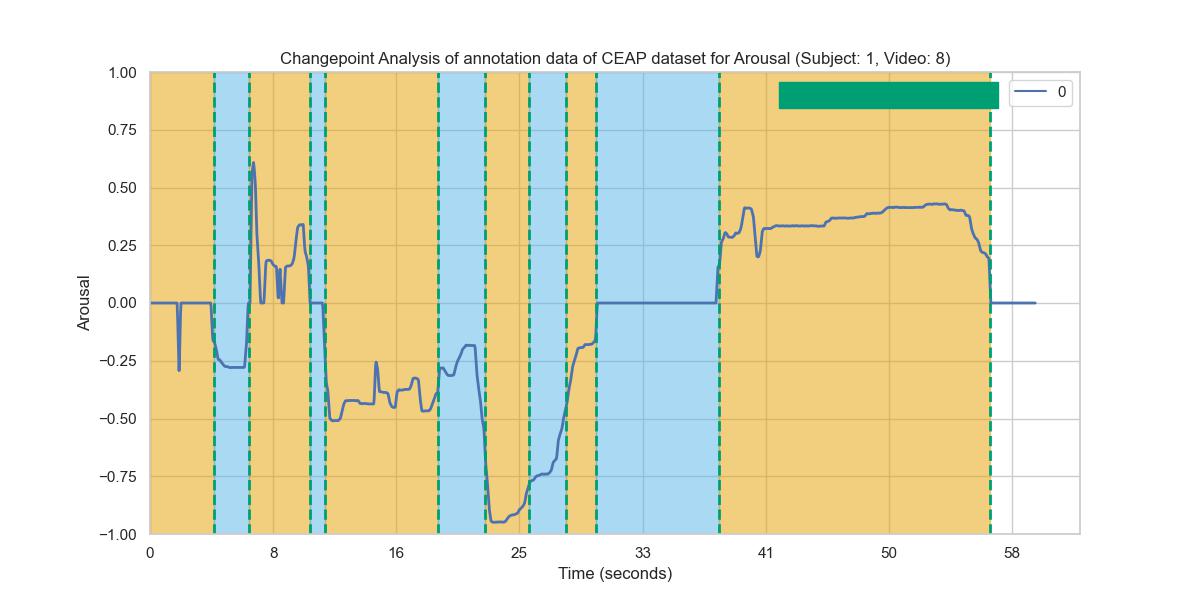 Changepoint Analysis of annotation data of CEAP dataset for Arousal (Subject: 1, Video: 8)
1.00
0.75
0.50
0.25
0.00
−0.25
−0.50
−0.75
−1.00
Arousal
0
0 8 16 25 33 41 50 58
Time (seconds)